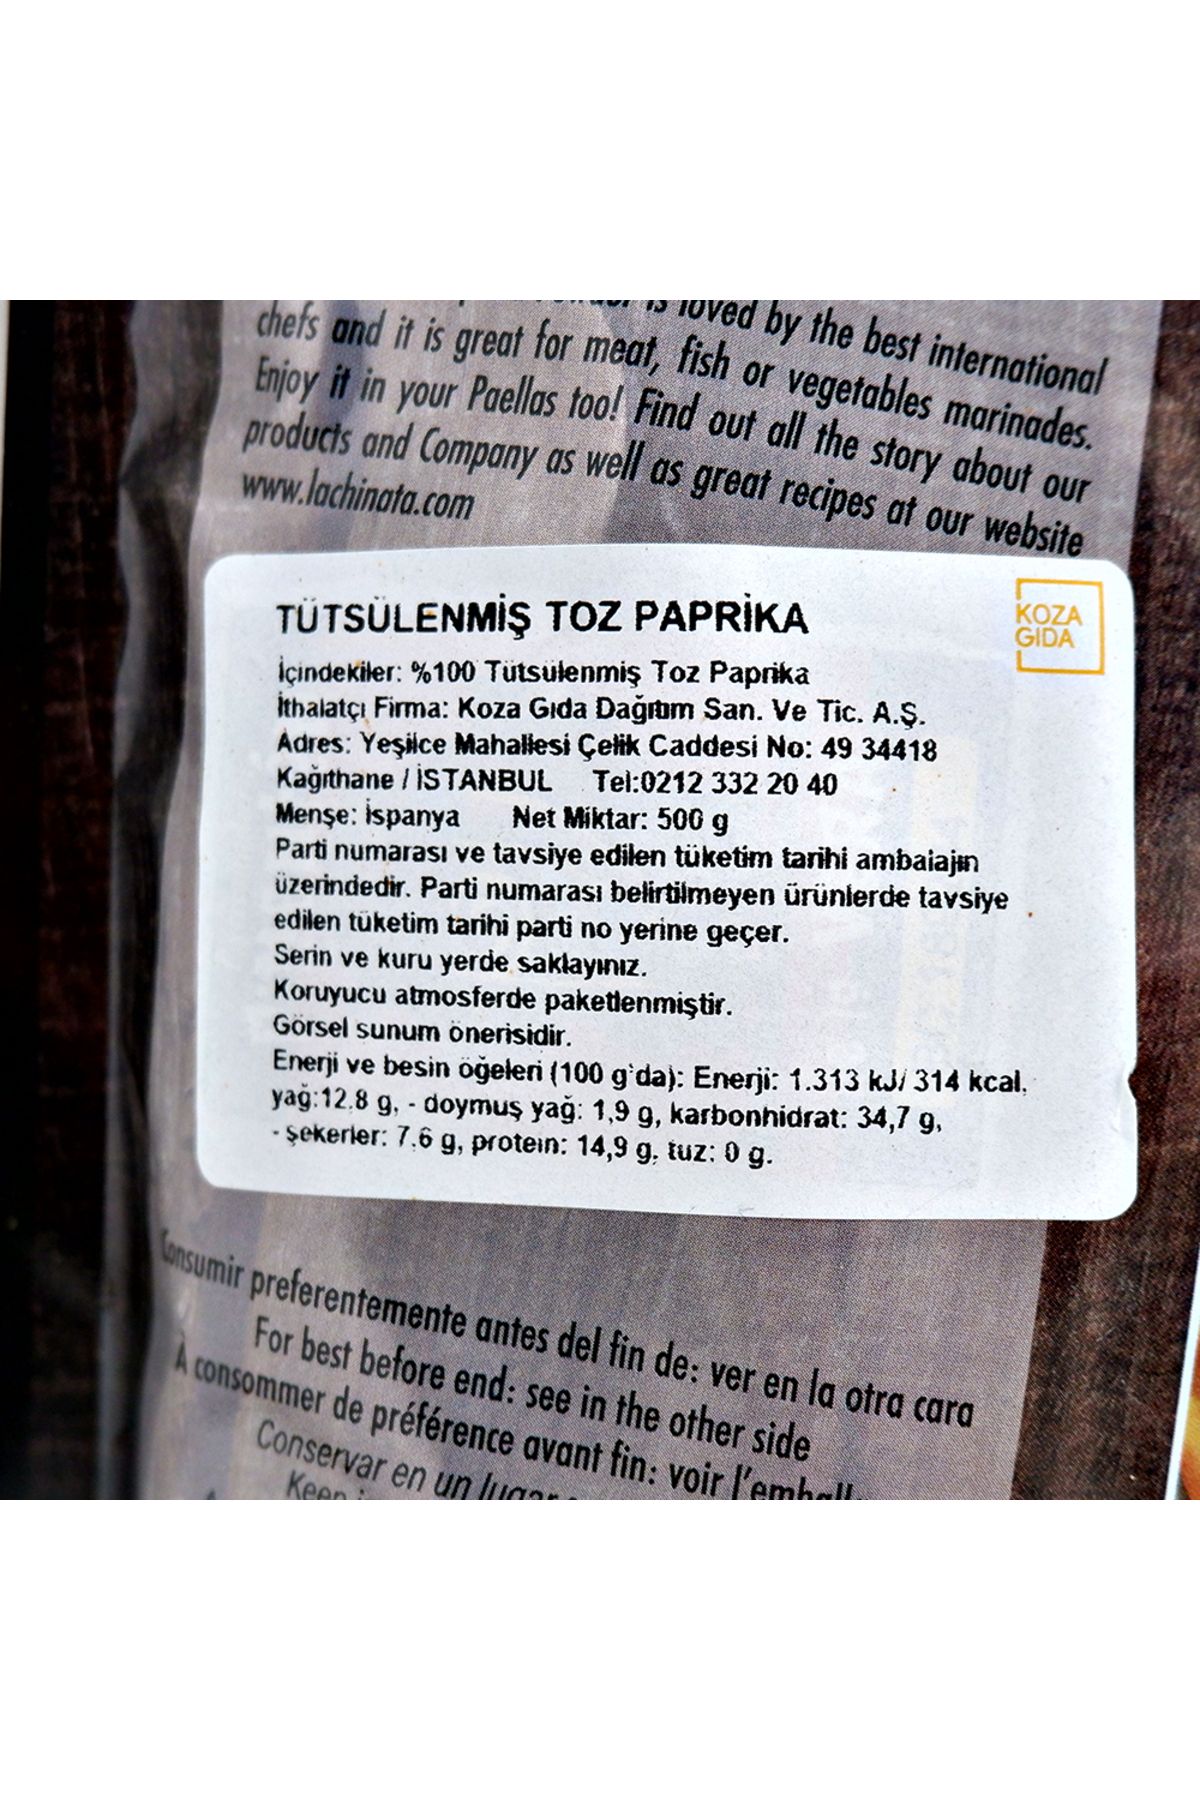 is loved by the best international
chefs and it is great for meat, fish or vegetables marinades.
Enjoy it in your Paellas too! Find out all the story about our
products and Company as well as great recipes at our website
www.lachinata.com
KOZA
GIDA
TÜTSÜLENMİŞ TOZ PAPRİKA
İçindekiler: %100 Tütsülenmiş Toz Paprika
İthalatçı Firma: Koza Gıda Dağıtım San. Ve Tic. A.Ş.
Adres: Yeşilce Mahallesi Çelik Caddesi No: 49 34418
Kağıthane / İSTANBUL Tel:0212 332 20 40
Menşe: İspanya Net Miktar: 500 g
Parti numarası ve tavsiye edilen tüketim tarihi ambalajın
üzerindedir. Parti numarası belirtilmeyen ürünlerde tavsiye
edilen tüketim tarihi parti no yerine geçer.
Serin ve kuru yerde saklayınız.
Koruyucu atmosferde paketlenmiştir.
Görsel sunum önerisidir.
Enerji ve besin öğeleri (100 g'da): Enerji: 1.313 kJ/ 314 kcal,
yağ:12.8 g, - doymuş yağ: 1,9 g, karbonhidrat: 34,7 g,
- şekerler: 7.6 g, protein: 14,9 g, tuz: 0 g.
Consumir preferentemente antes del fin de: ver en la otra cara
For best before end: see in the other side
À consommer de préférence avant fin: voir
Conservar en un lugar
Keep